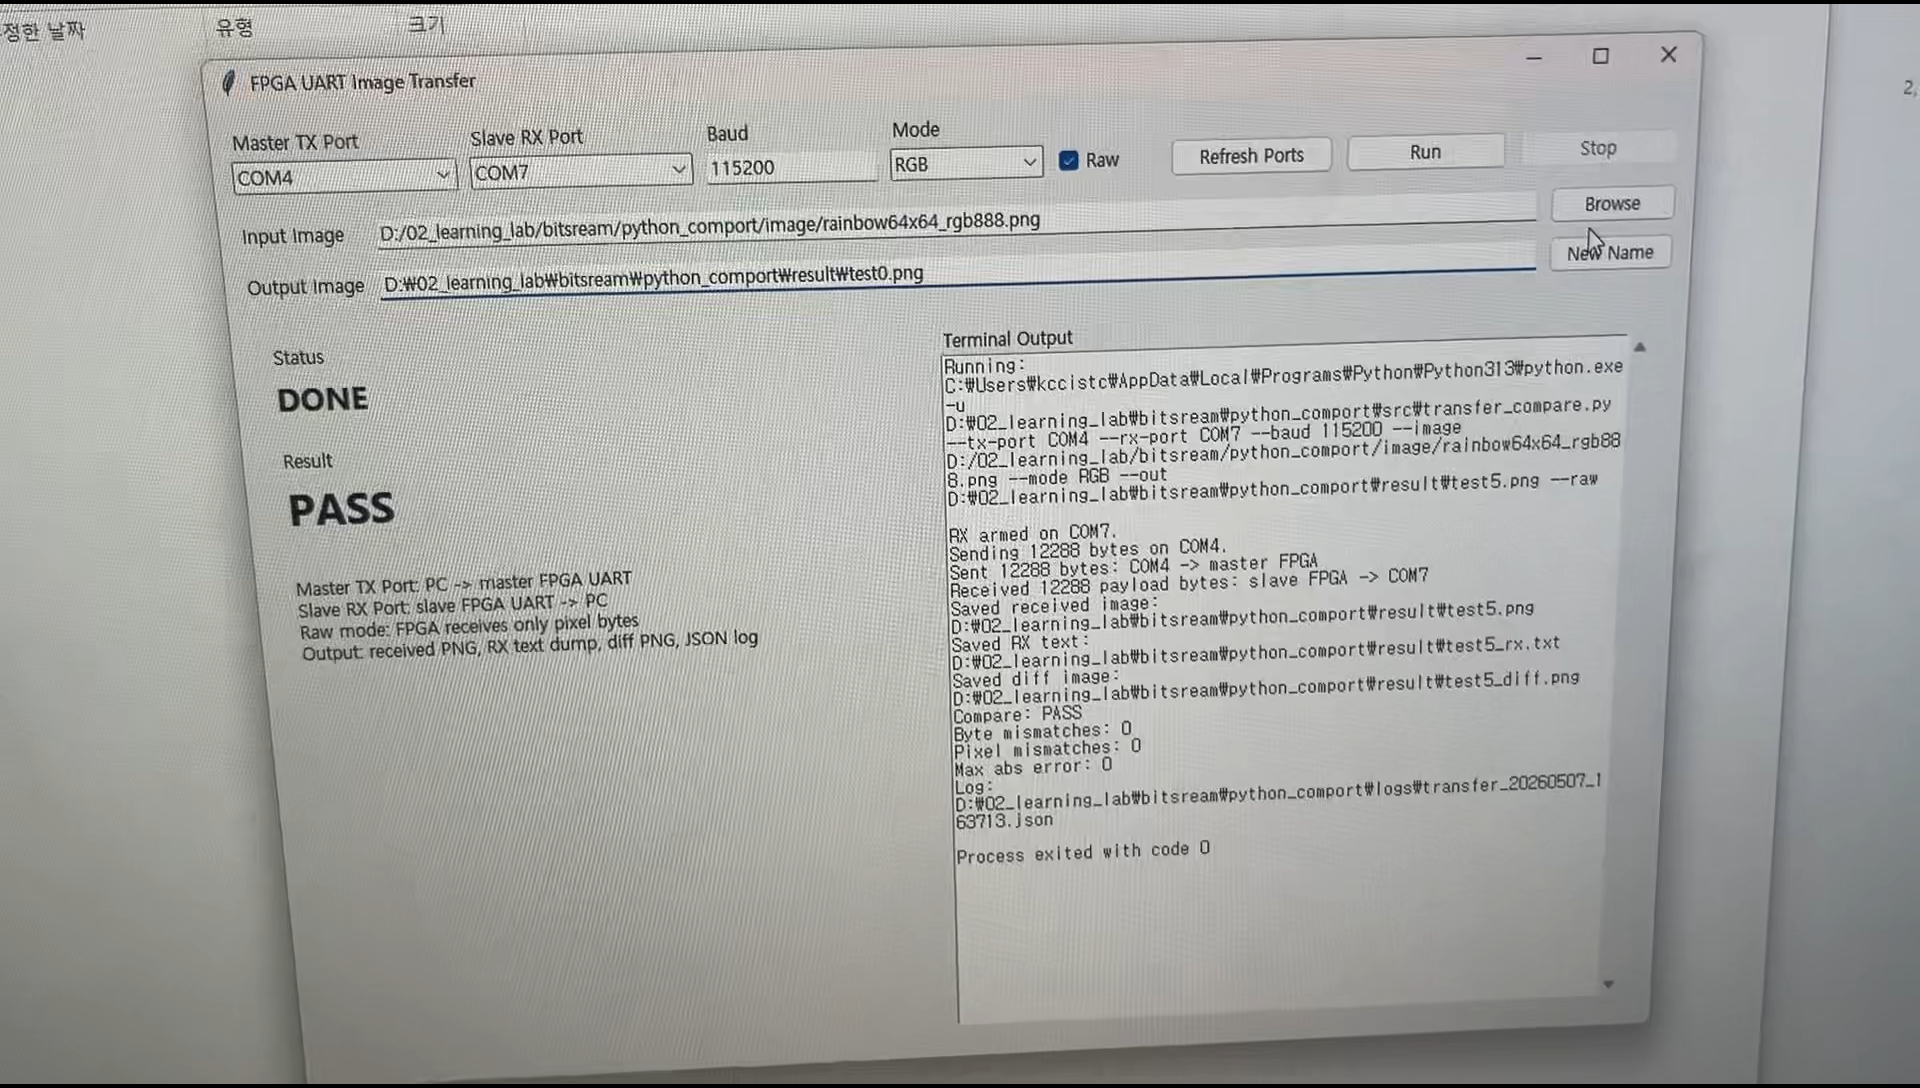 정한 날짜 유형 크기
2,
FPGA UART Image Transfer
Master TX Port Slave RX Port Baud Mode
COM4 COM7 115200 RGB Raw Refresh Ports Run Stop
Input Image D:/02_learning_lab/bitsream/python_comport/image/rainbow64x64_rgb888.png Browse
Output Image D:₩02_learning_lab₩bitsream₩python_comport₩result₩test0.png New Name
Status
DONE
Result
PASS
Master TX Port: PC -> master FPGA UART
Slave RX Port: slave FPGA UART -> PC
Raw mode: FPGA receives only pixel bytes
Output: received PNG, RX text dump, diff PNG, JSON log
Terminal Output
Running:
C:₩Users₩kccistc₩AppData₩Local₩Programs₩Python₩Python313₩python.exe
-u
D:₩02_learning_lab₩bitsream₩python_comport₩src₩transfer_compare.py
--tx-port COM4 --rx-port COM7 --baud 115200 --image
D:/02_learning_lab/bitsream/python_comport/image/rainbow64x64_rgb88
8.png --mode RGB --out
D:₩02_learning_lab₩bitsream₩python_comport₩result₩test5.png --raw
RX armed on COM7.
Sending 12288 bytes on COM4.
Sent 12288 bytes: COM4 -> master FPGA
Received 12288 payload bytes: slave FPGA -> COM7
Saved received image:
D:₩02_learning_lab₩bitsream₩python_comport₩result₩test5.png
Saved RX text:
D:₩02_learning_lab₩bitsream₩python_comport₩result₩test5_rx.txt
Saved diff image:
D:₩02_learning_lab₩bitsream₩python_comport₩result₩test5_diff.png
Compare: PASS
Byte mismatches: 0
Pixel mismatches: 0
Max abs error: 0
Log:
D:₩02_learning_lab₩bitsream₩python_comport₩logs₩transfer_20260507_1
63713.json
Process exited with code 0